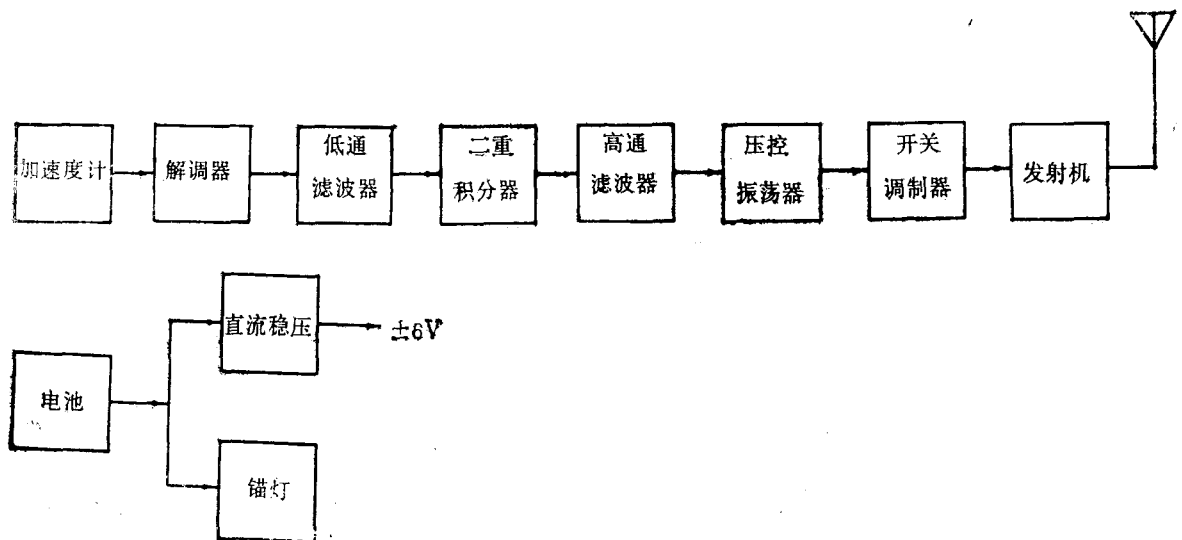 加速度计
解调器
低通
滤波器
二重
积分器
高通
滤波器
压控
振荡器
开关
调制器
发射机
直流稳压
±6V
电池
锚灯